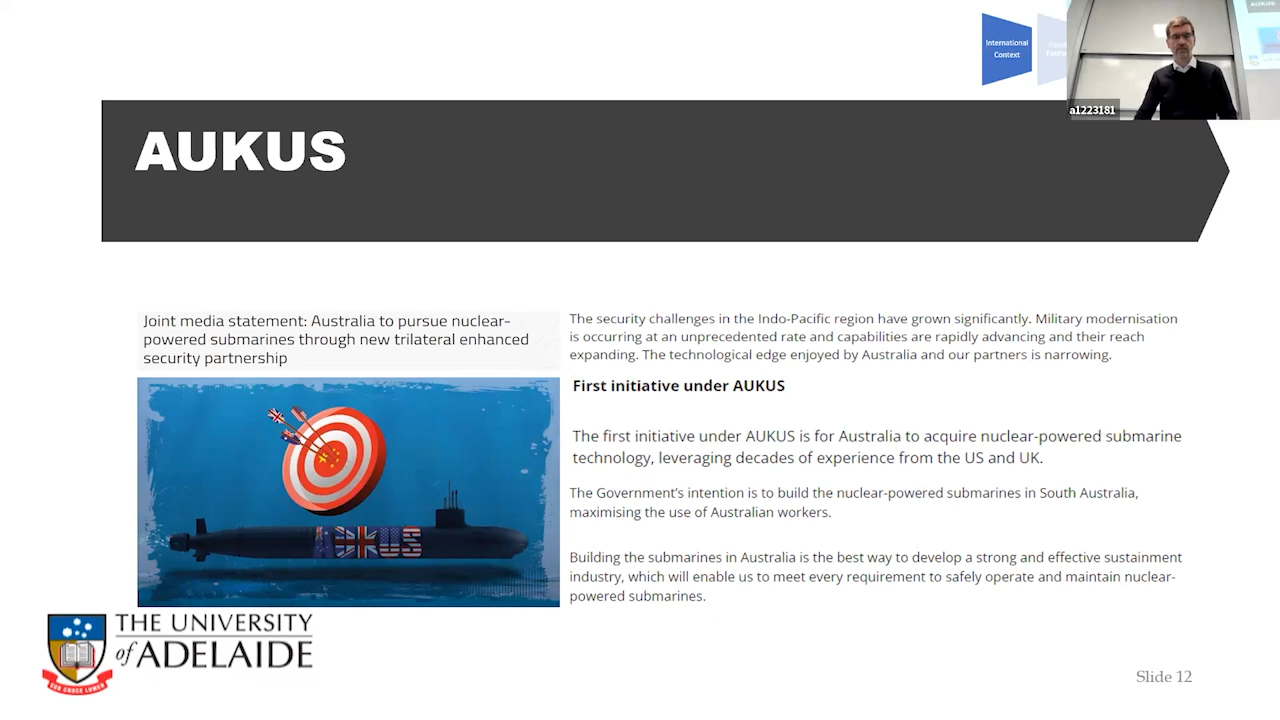 International
Context
a1223181
AUKUS
Joint media statement: Australia to pursue nuclear-
powered submarines through new trilateral enhanced
security partnership
The security challenges in the Indo-Pacific region have grown significantly. Military modernisation
is occurring at an unprecedented rate and capabilities are rapidly advancing and their reach
expanding. The technological edge enjoyed by Australia and our partners is narrowing.
First initiative under AUKUS
The first initiative under AUKUS is for Australia to acquire nuclear-powered submarine
technology, leveraging decades of experience from the US and UK.
The Government's intention is to build the nuclear-powered submarines in South Australia,
maximising the use of Australian workers.
Building the submarines in Australia is the best way to develop a strong and effective sustainment
industry, which will enable us to meet every requirement to safely operate and maintain nuclear-
powered submarines.
AUKUS
THE UNIVERSITY
of ADELAIDE
SUB CRUCE LUMEN
Slide 12